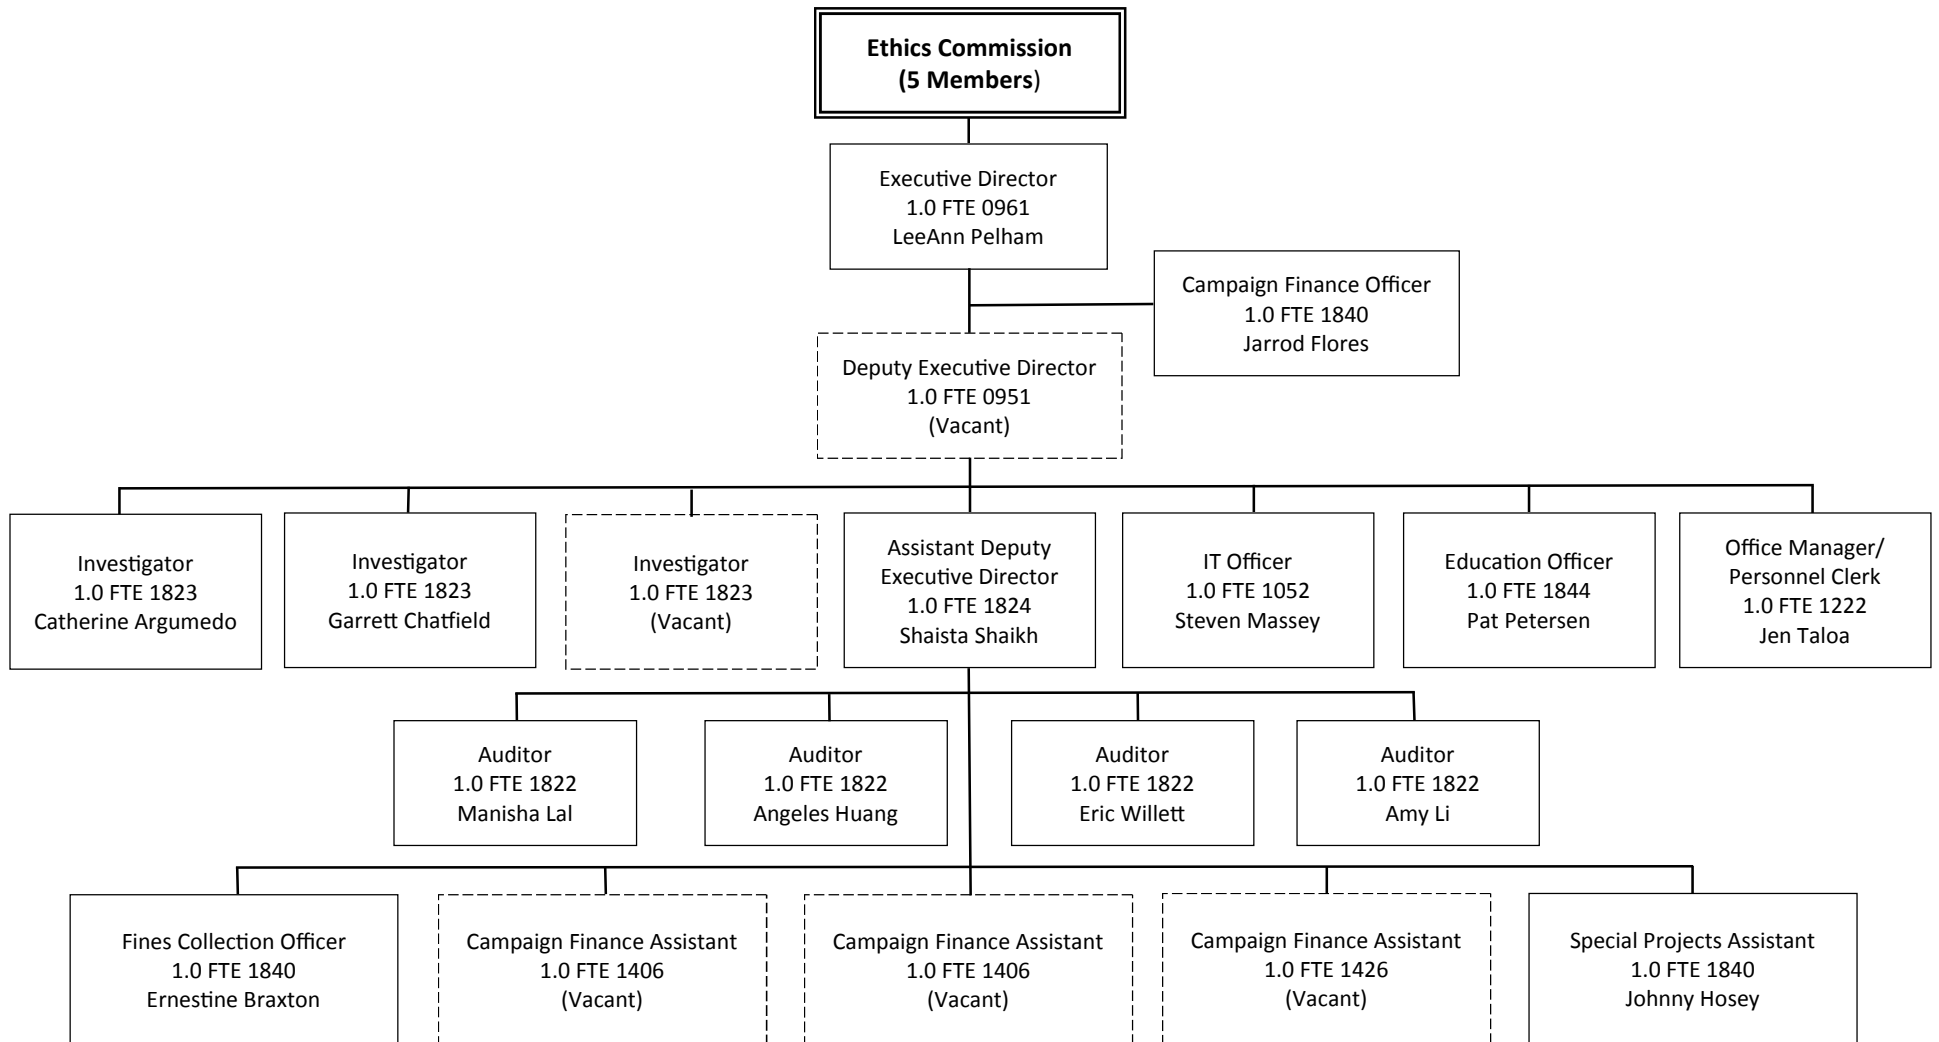 Ethics Commission
(5 Members)
Executive Director
1.0 FTE 0961
LeeAnn Pelham
Campaign Finance Officer
1.0 FTE 1840
Jarrod Flores
Deputy Executive Director
1.0 FTE 0951
(Vacant)
Investigator
1.0 FTE 1823
Catherine Argumedo
Investigator
1.0 FTE 1823
Garrett Chatfield
Investigator
1.0 FTE 1823
(Vacant)
Assistant Deputy
Executive Director
1.0 FTE 1824
Shaista Shaikh
IT Officer
1.0 FTE 1052
Steven Massey
Education Officer
1.0 FTE 1844
Pat Petersen
Office Manager/
Personnel Clerk
1.0 FTE 1222
Jen Taloa
Auditor
1.0 FTE 1822
Manisha Lal
Auditor
1.0 FTE 1822
Angeles Huang
Auditor
1.0 FTE 1822
Eric Willett
Auditor
1.0 FTE 1822
Amy Li
Fines Collection Officer
1.0 FTE 1840
Ernestine Braxton
Campaign Finance Assistant
1.0 FTE 1406
(Vacant)
Campaign Finance Assistant
1.0 FTE 1406
(Vacant)
Campaign Finance Assistant
1.0 FTE 1426
(Vacant)
Special Projects Assistant
1.0 FTE 1840
Johnny Hosey